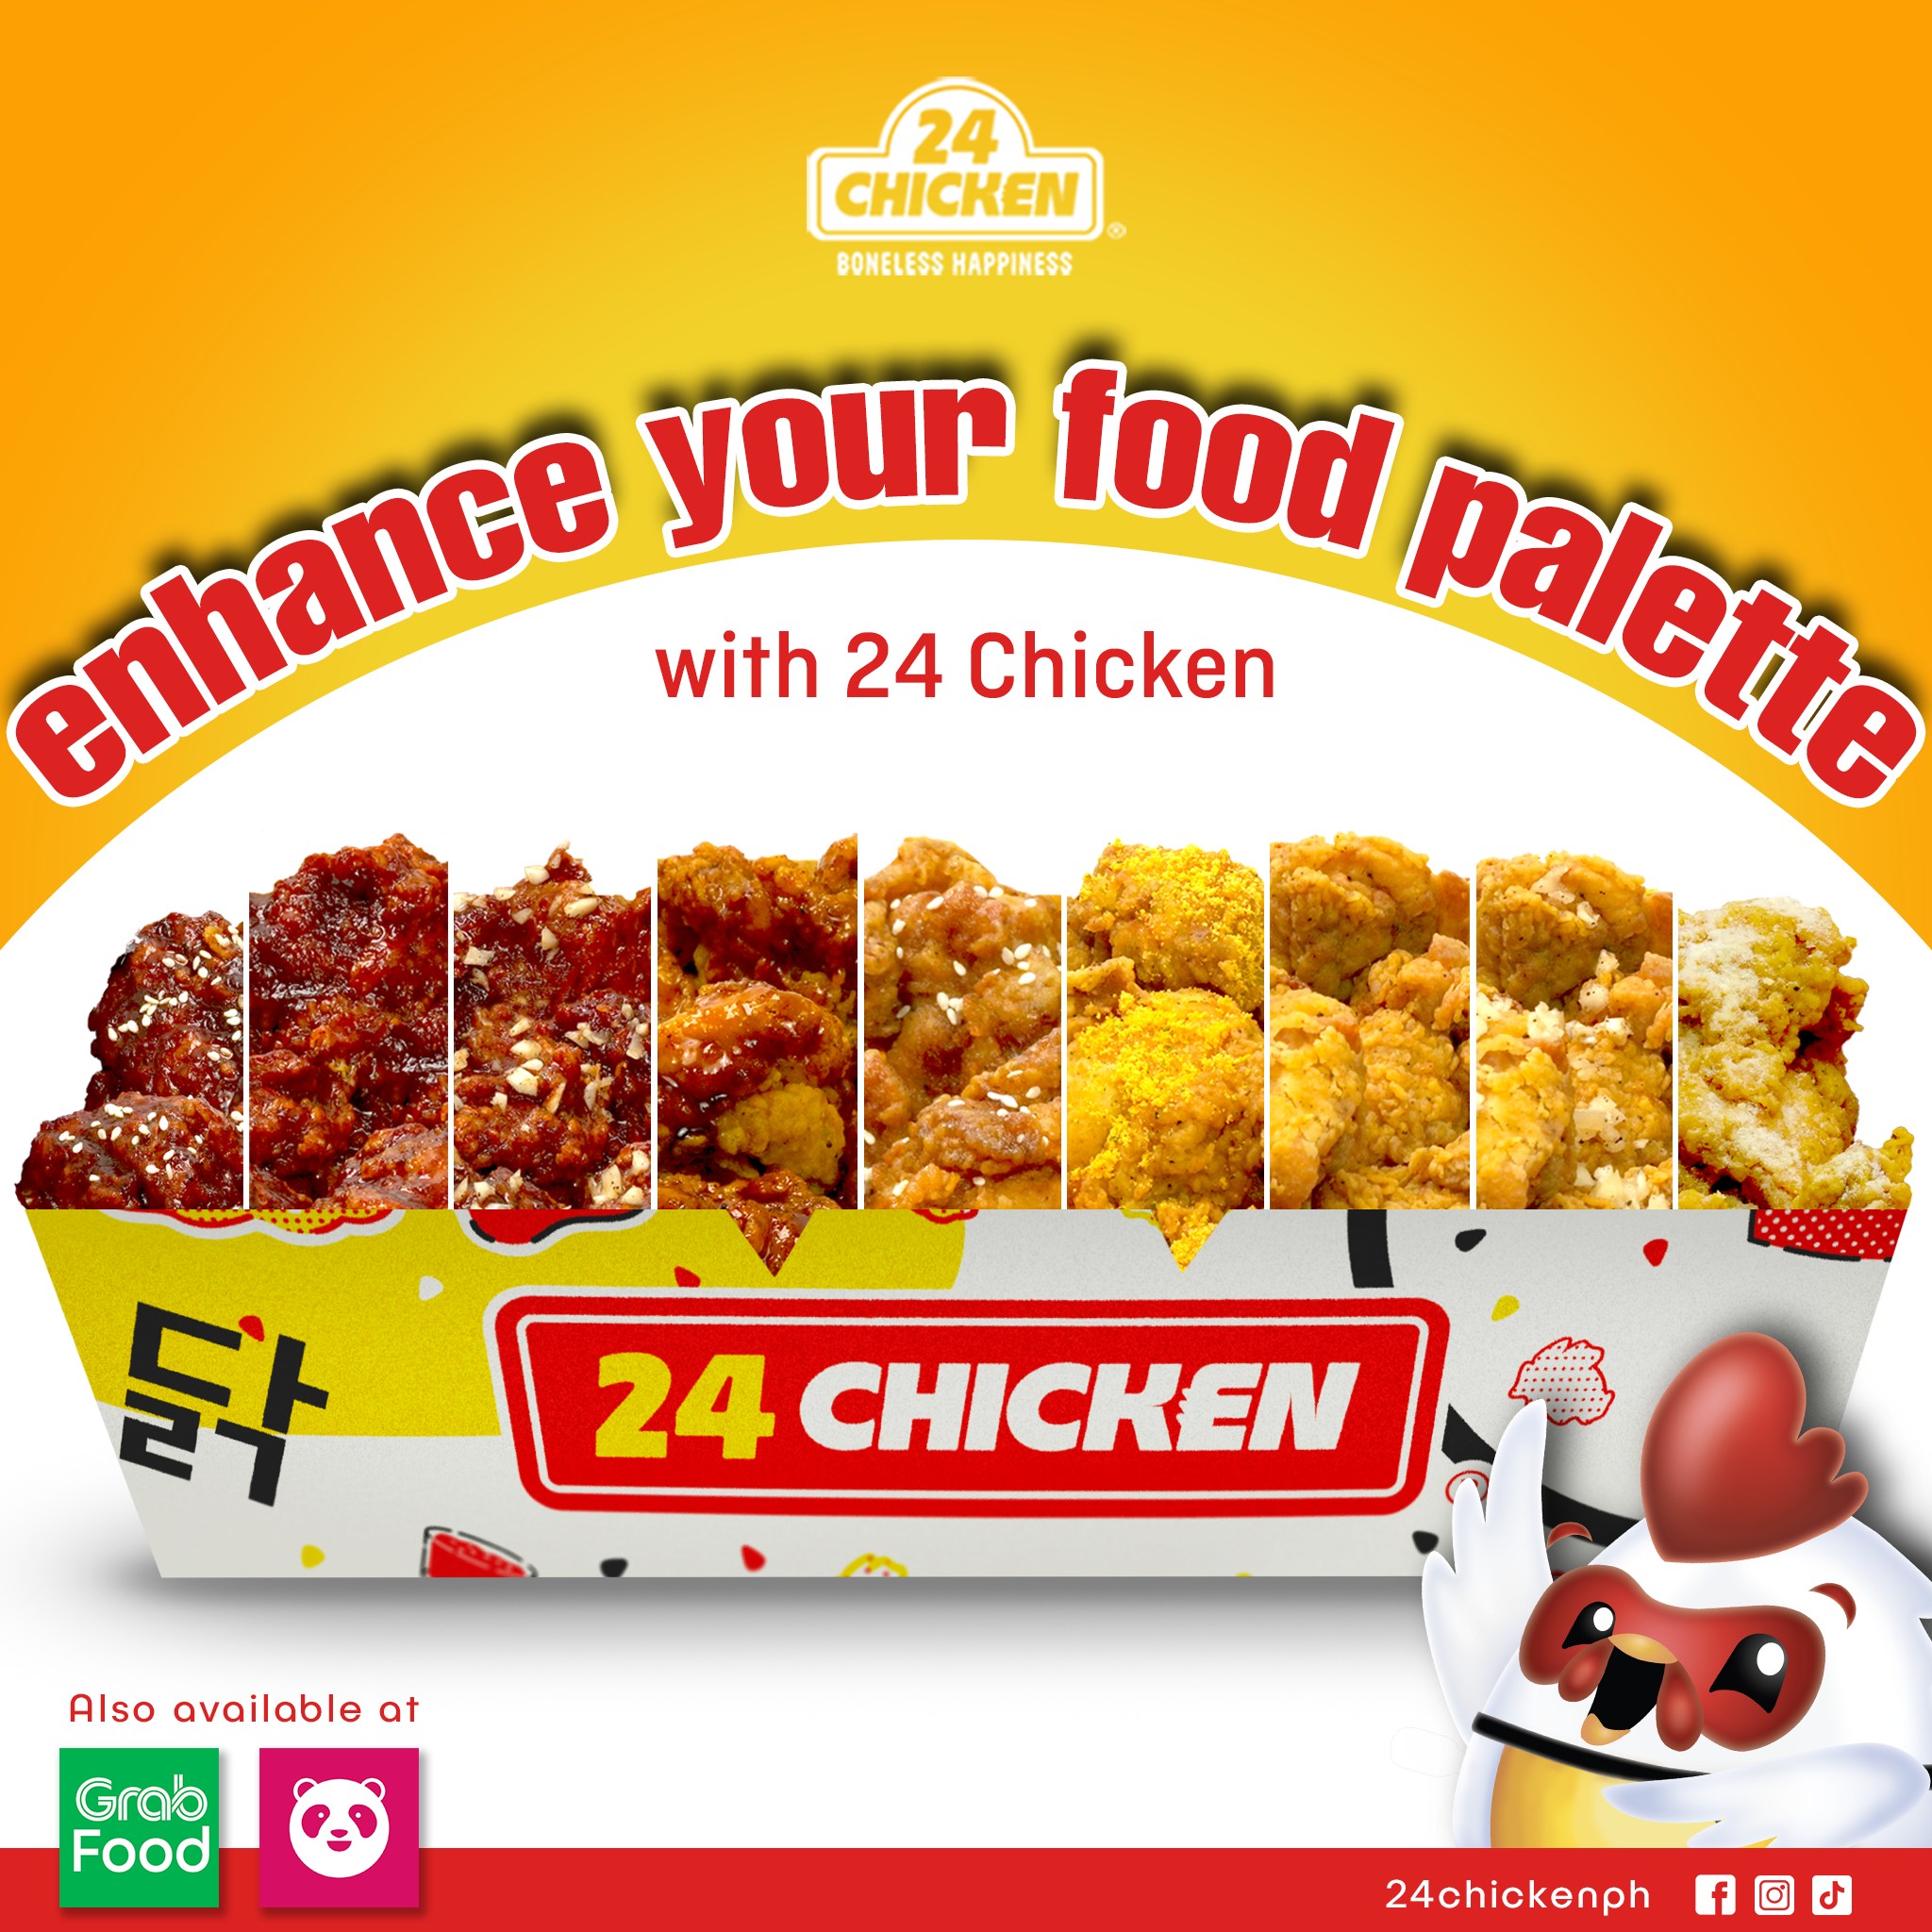 24
CHICKEN
®
BONELESS HAPPINESS
enhance your food palette
with 24 Chicken
닭
24 CHICKEN
Also available at
Grab
Food
24chickenph